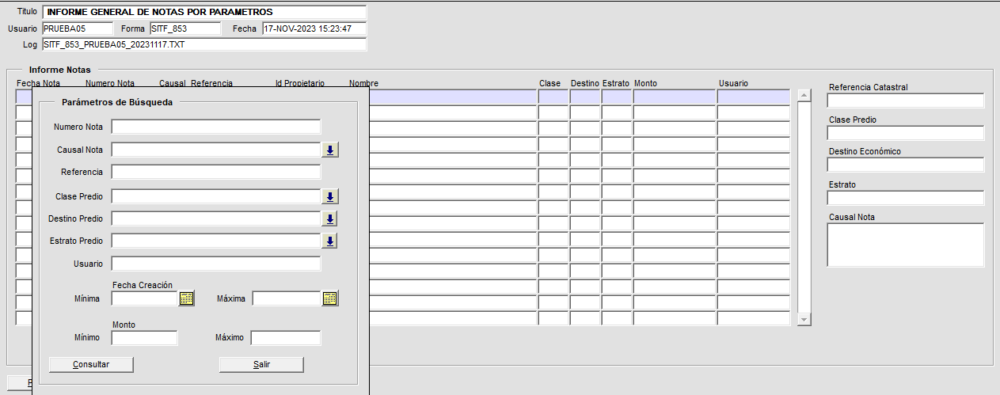 Titulo INFORME GENERAL DE NOTAS POR PARAMETROS
Usuario PRUEBA05 Forma SITF_853 Fecha 17-NOV-2023 15:23:47
Log SITF_853_PRUEBA05_20231117.TXT
Informe Notas
Fecha Nota Numero Nota Causal Referencia Id Propietario Nombre Clase Destino Estrato Monto Usuario
Parámetros de Búsqueda
Numero Nota
Causal Nota
Referencia
Clase Predio
Destino Predio
Estrato Predio
Usuario
Fecha Creación
Mínima Máxima
Monto
Mínimo Máximo
Consultar Salir
Referencia Catastral
Clase Predio
Destino Económico
Estrato
Causal Nota